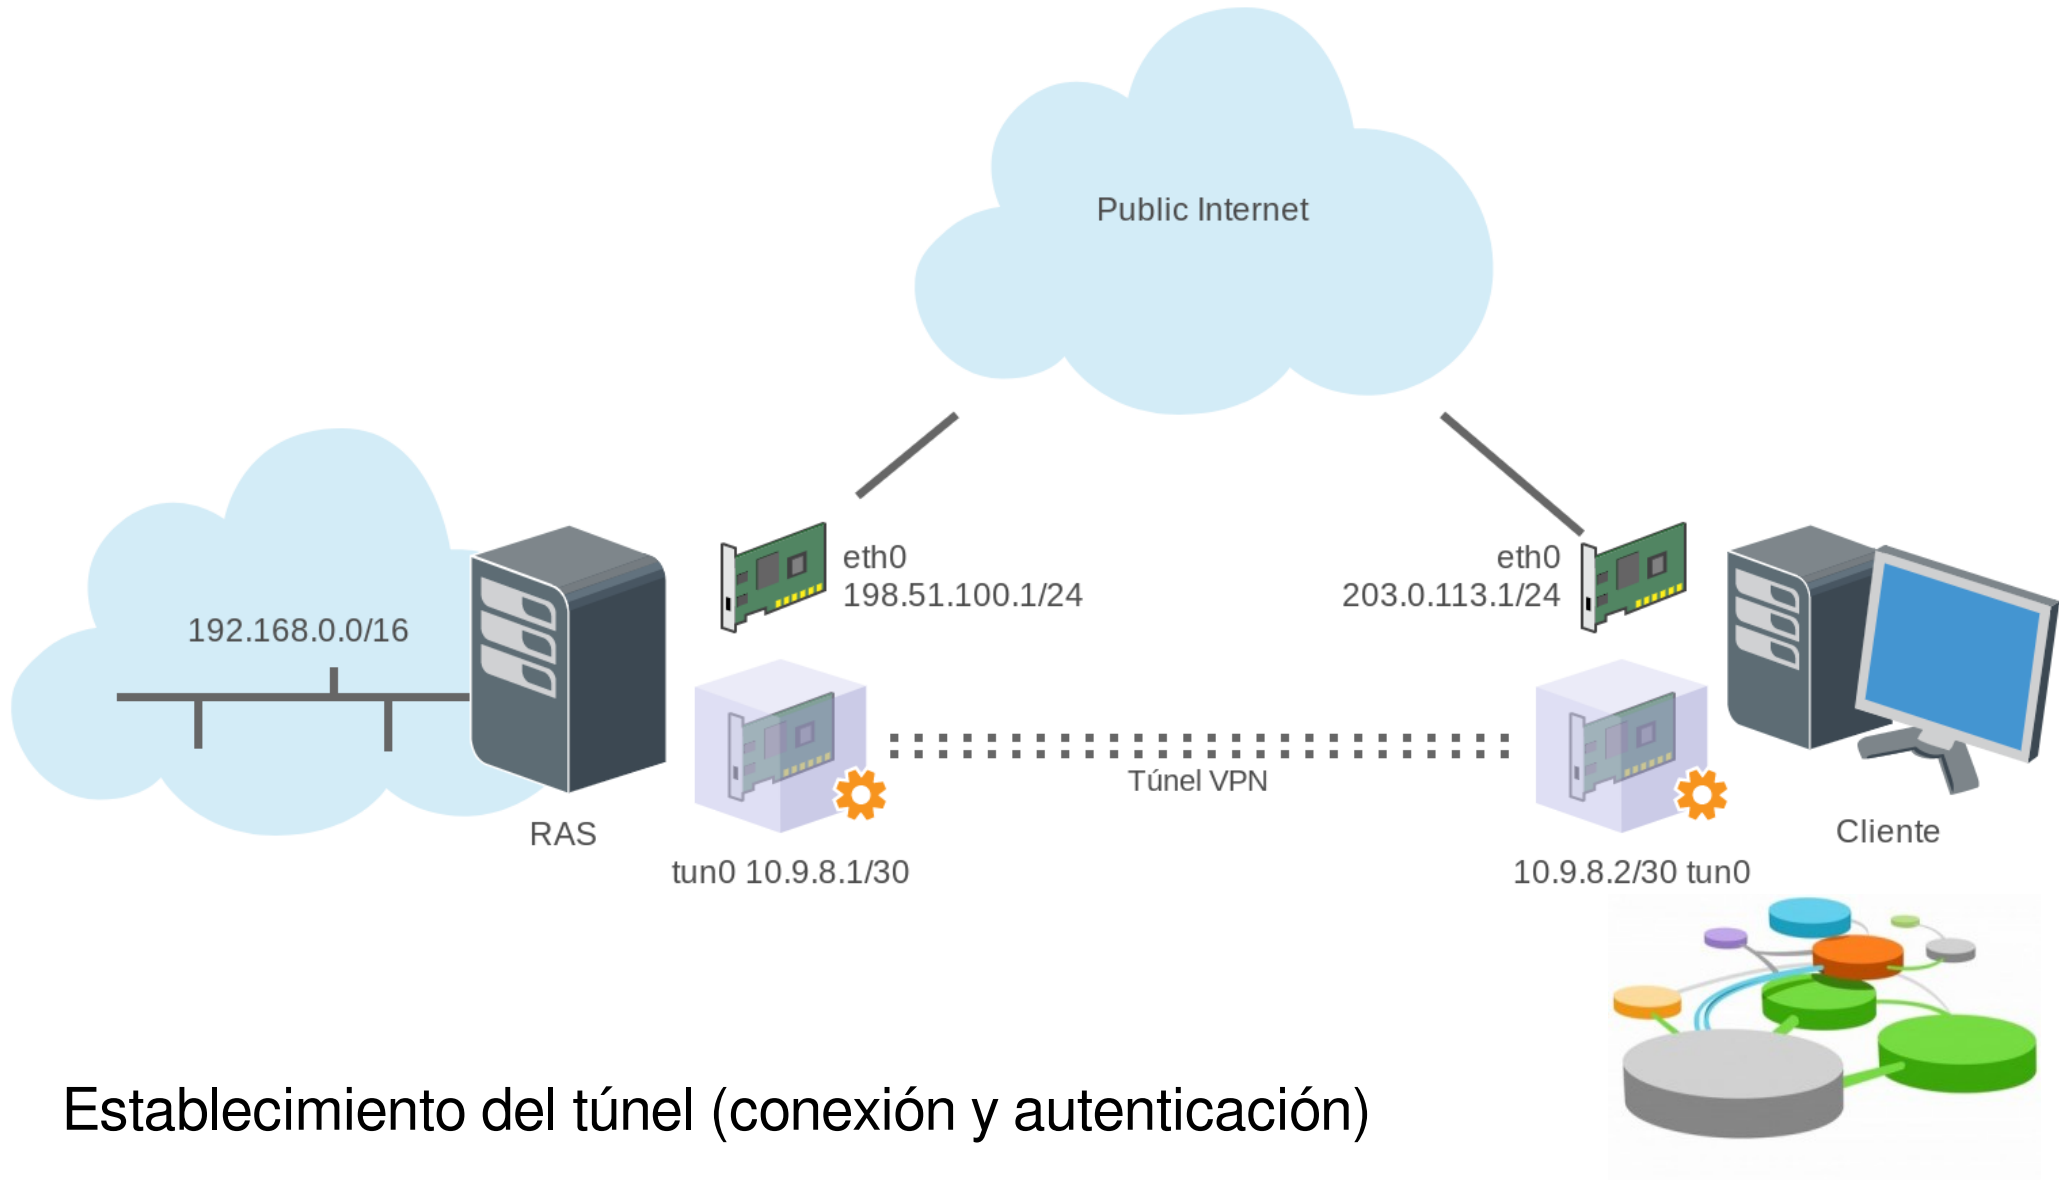 Public Internet
eth0
198.51.100.1/24
eth0
203.0.113.1/24
192.168.0.0/16
Túnel VPN
RAS
Cliente
tun0 10.9.8.1/30
10.9.8.2/30 tun0
Establecimiento del túnel (conexión y autenticación)